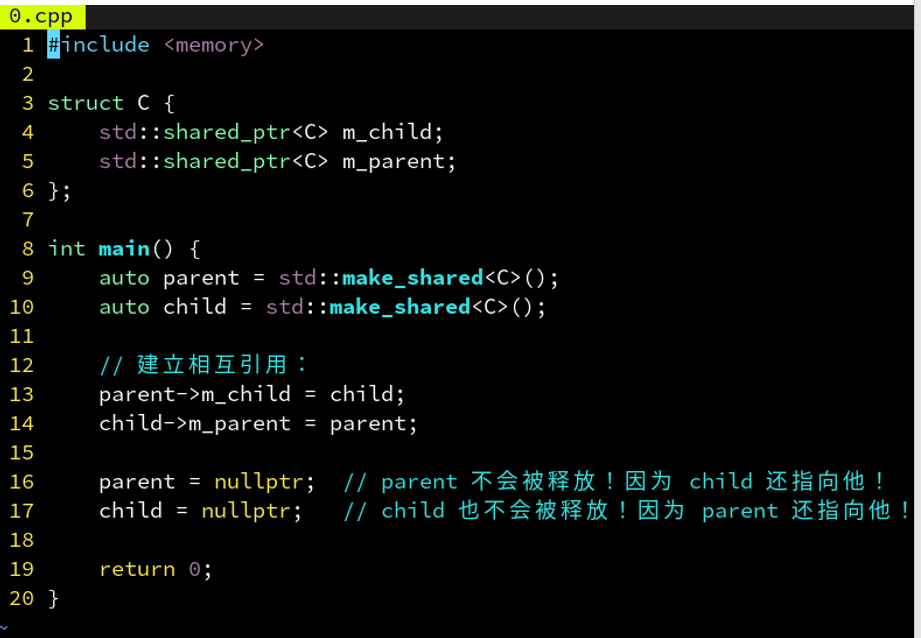 0.cpp
1 #include <memory>
2
3 struct C {
4     std::shared_ptr<C> m_child;
5     std::shared_ptr<C> m_parent;
6 };
7
8 int main() {
9     auto parent = std::make_shared<C>();
10     auto child = std::make_shared<C>();
11
12     // 建立相互引用：
13     parent->m_child = child;
14     child->m_parent = parent;
15
16     parent = nullptr;  // parent 不会被释放！因为 child 还指向他！
17     child = nullptr;   // child 也不会被释放！因为 parent 还指向他！
18
19     return 0;
20 }
~